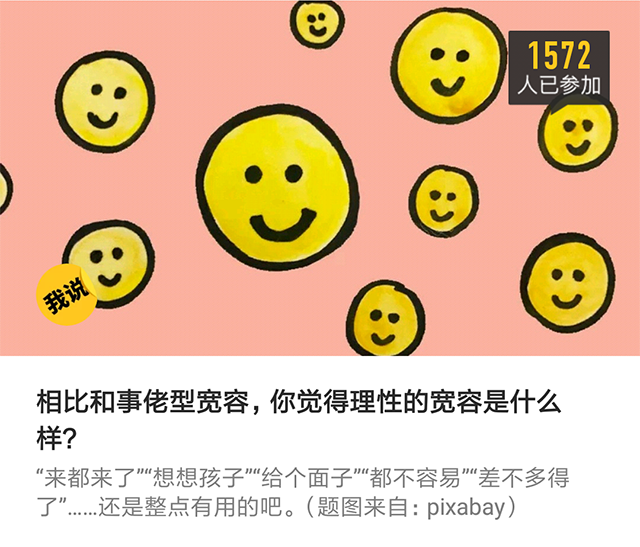 1572
人已参加
我说
相比和事佬型宽容，你觉得理性的宽容是什么
样？
“来都来了”“想想孩子”“给个面子”“都不容易”“差不多得
了”……还是整点有用的吧。（题图来自：pixabay）